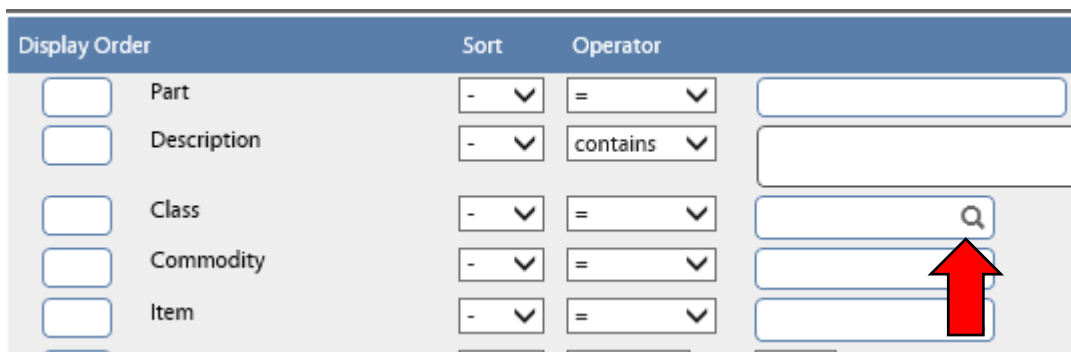 Display Order Sort Operator
Part - =
Description - contains
Class - =
Commodity - =
Item - =